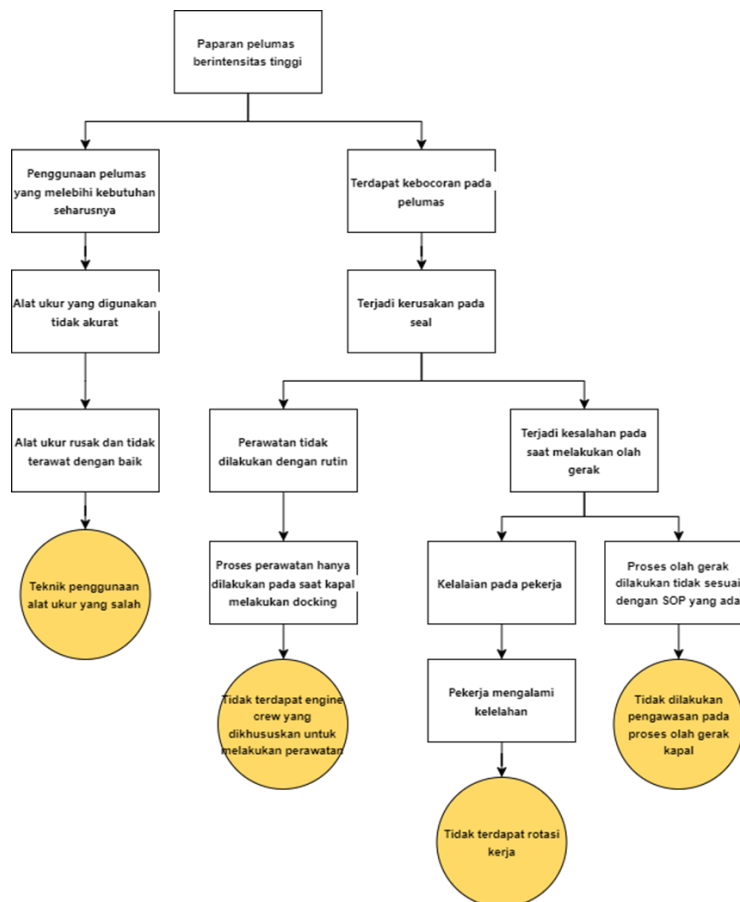 Paparan pelumas
berintensitas tinggi
Penggunaan pelumas
yang melebihi kebutuhan
seharusnya
Terdapat kebocoran pada
pelumas
Alat ukur yang digunakan
tidak akurat
Terjadi kerusakan pada
seal
Alat ukur rusak dan tidak
terawat dengan baik
Perawatan tidak
dilakukan dengan rutin
Terjadi kesalahan pada
saat melakukan olah
gerak
Teknik penggunaan
alat ukur yang salah
Proses perawatan hanya
dilakukan pada saat kapal
melakukan docking
Kelalaian pada pekerja
Proses olah gerak
dilakukan tidak sesuai
dengan SOP yang ada
Tidak terdapat engine
crew yang
dikhususkan untuk
melakukan perawatan
Pekerja mengalami
kelelahan
Tidak dilakukan
pengawasan pada
proses olah gerak
kapal
Tidak terdapat rotasi
kerja